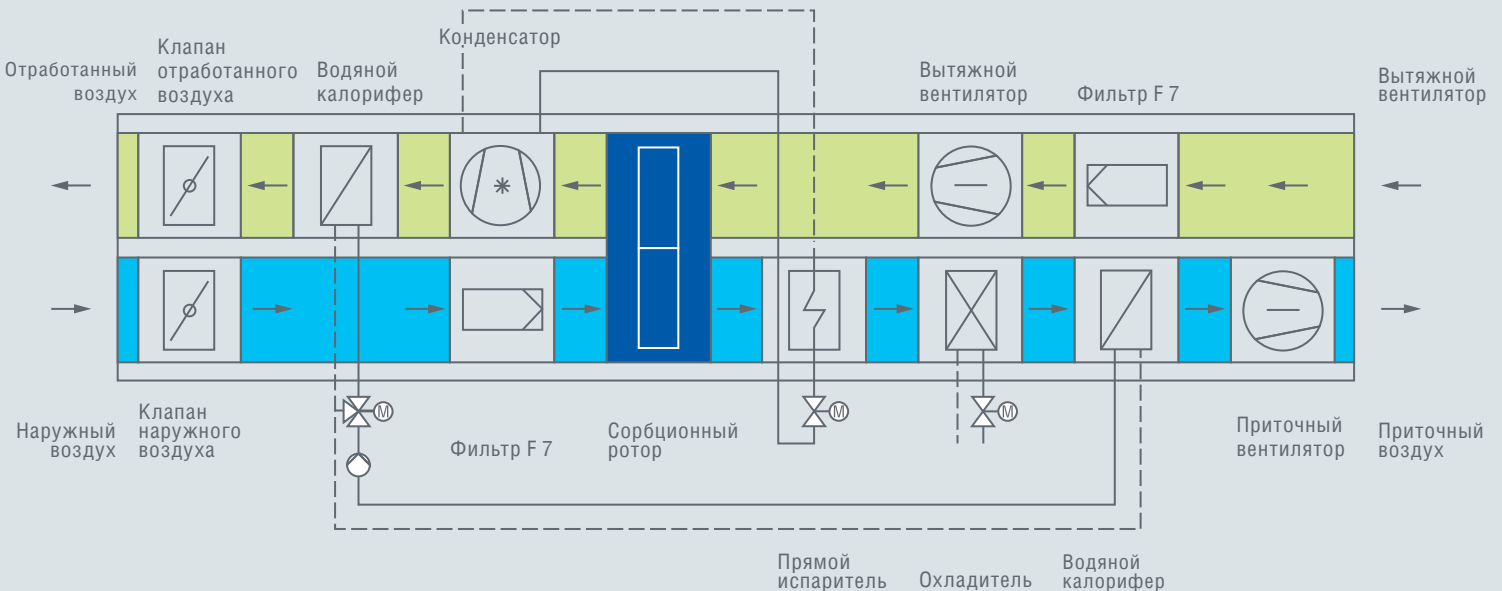 Конденсатор
Отработанный
воздух
Клапан
отработанного
воздуха
Водяной
калорифер
Вытяжной
вентилятор
Фильтр F 7
Вытяжной
вентилятор
M
M
M
Наружный
воздух
Клапан
наружного
воздуха
Фильтр F 7
Сорбционный
ротор
Приточный
вентилятор
Приточный
воздух
Прямой
испаритель
Охладитель
Водяной
калорифер